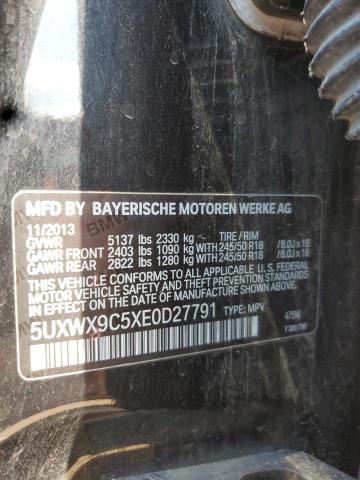 MFD BY BAYERISCHE MOTOREN WERKE AG
11/2013 TIRE / RIM
GVWR 5137 lbs 2330 kg
GAWR FRONT 2403 lbs 1090 kg WITH 245/50 R18 / 8.0J x 18
GAWR REAR 2822 lbs 1280 kg WITH 245/50 R18 / 8.0J x 18
THIS VEHICLE CONFORMS TO ALL APPLICABLE FEDERAL
MOTOR VEHICLE SAFETY STANDARDS
IN EFFECT ON THE DATE OF MANUFACTURE SHOWN ABOVE.
5UXWX9C5XE0D27791 TYPE: MPV
475N